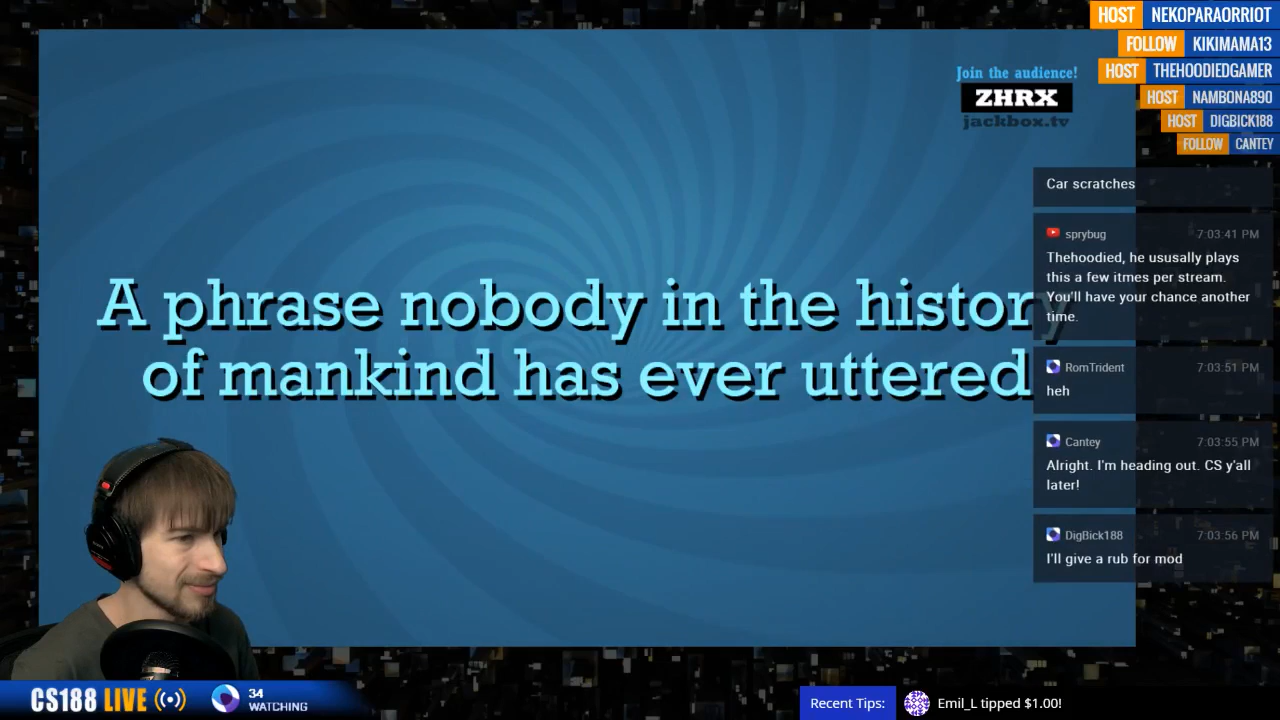 HOST NEKOPARAORRIOT
FOLLOW KIKIMAMA13
HOST THEHOODIEDGAMER
HOST NAMBONA890
HOST DIGBICK188
FOLLOW CANTEY
Join the audience!
ZHRX
jackbox.tv
A phrase nobody in the history
of mankind has ever uttered
Car scratches
sprybug 7:03:41 PM
Thehoodied, he ususally plays
this a few itmes per stream.
You'll have your chance another
time.
RomTrident 7:03:51 PM
heh
Cantey 7:03:55 PM
Alright. I'm heading out. CS y'all
later!
DigBick188 7:03:56 PM
I'll give a rub for mod
CS188 LIVE
34
WATCHING
Recent Tips: Emil_L tipped $1.00!